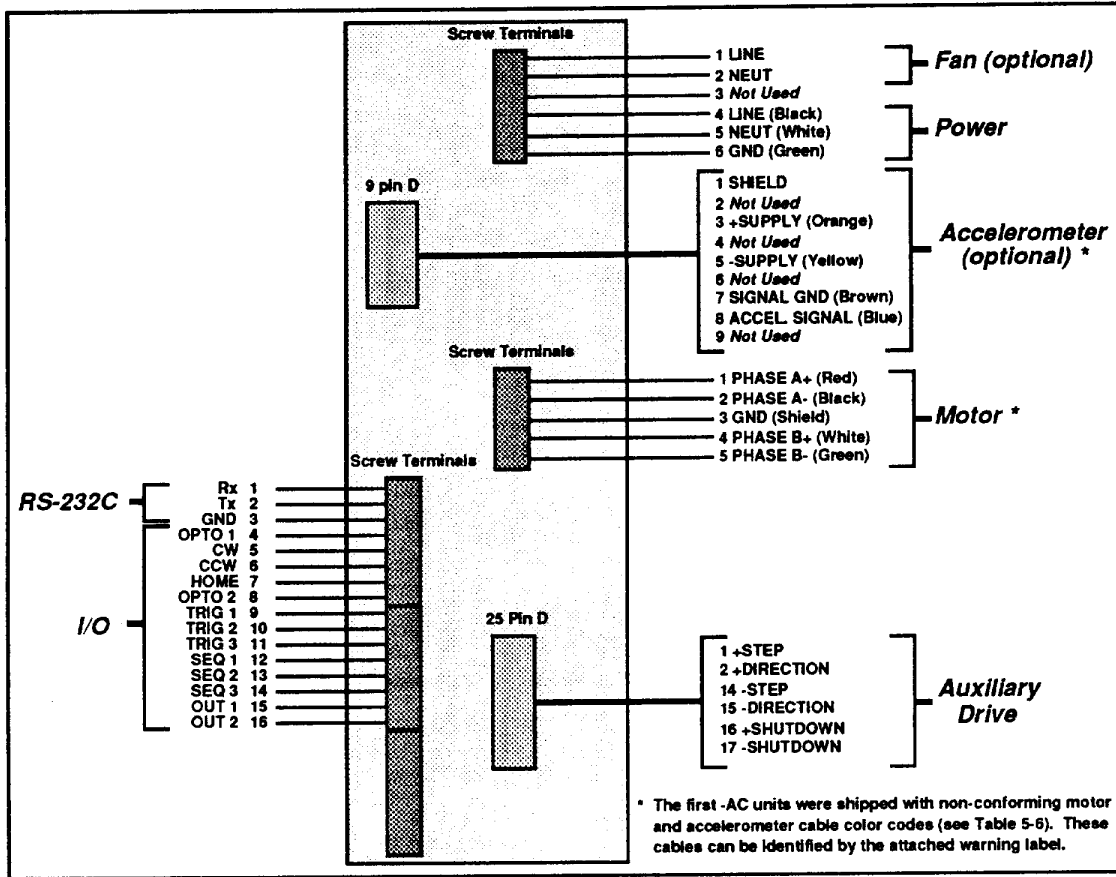 Screw Terminals
1 LINE
2 NEUT
3 Not Used
4 LINE (Black)
5 NEUT (White)
6 GND (Green)
Fan (optional)
Power
9 pin D
1 SHIELD
2 Not Used
3 +SUPPLY (Orange)
4 Not Used
5 -SUPPLY (Yellow)
6 Not Used
7 SIGNAL GND (Brown)
8 ACCEL. SIGNAL (Blue)
9 Not Used
Accelerometer
(optional) *
Screw Terminals
1 PHASE A+ (Red)
2 PHASE A- (Black)
3 GND (Shield)
4 PHASE B+ (White)
5 PHASE B- (Green)
Motor *
Screw Terminals
RS-232C
Rx 1
Tx 2
GND 3
I/O
OPTO 1 4
CW 5
CCW 6
HOME 7
OPTO 2 8
TRIG 1 9
TRIG 2 10
TRIG 3 11
SEQ 1 12
SEQ 2 13
SEQ 3 14
OUT 1 15
OUT 2 16
25 Pin D
1 +STEP
2 +DIRECTION
14 -STEP
15 -DIRECTION
16 +SHUTDOWN
17 -SHUTDOWN
Auxiliary
Drive
* The first -AC units were shipped with non-conforming motor
and accelerometer cable color codes (see Table 5-6). These
cables can be identified by the attached warning label.